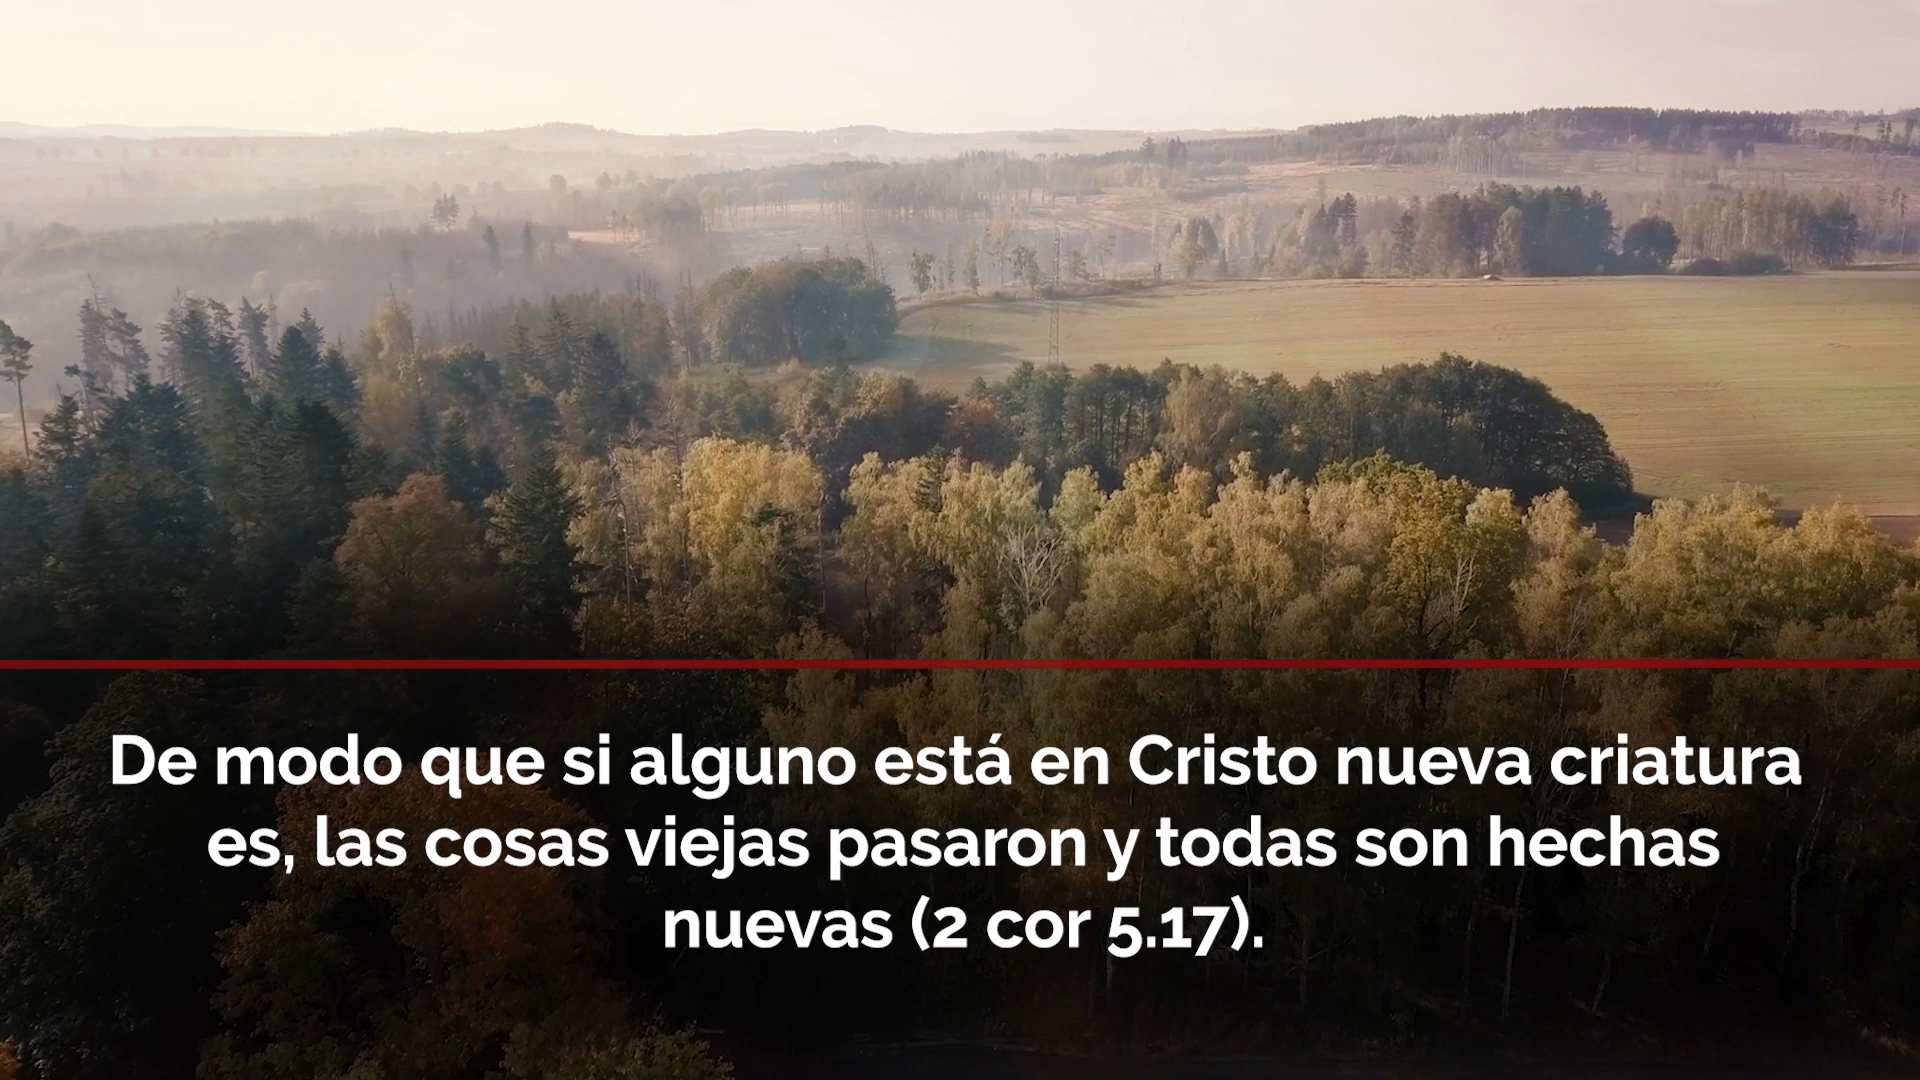 De modo que si alguno está en Cristo nueva criatura
es, las cosas viejas pasaron y todas son hechas
nuevas (2 cor 5.17).